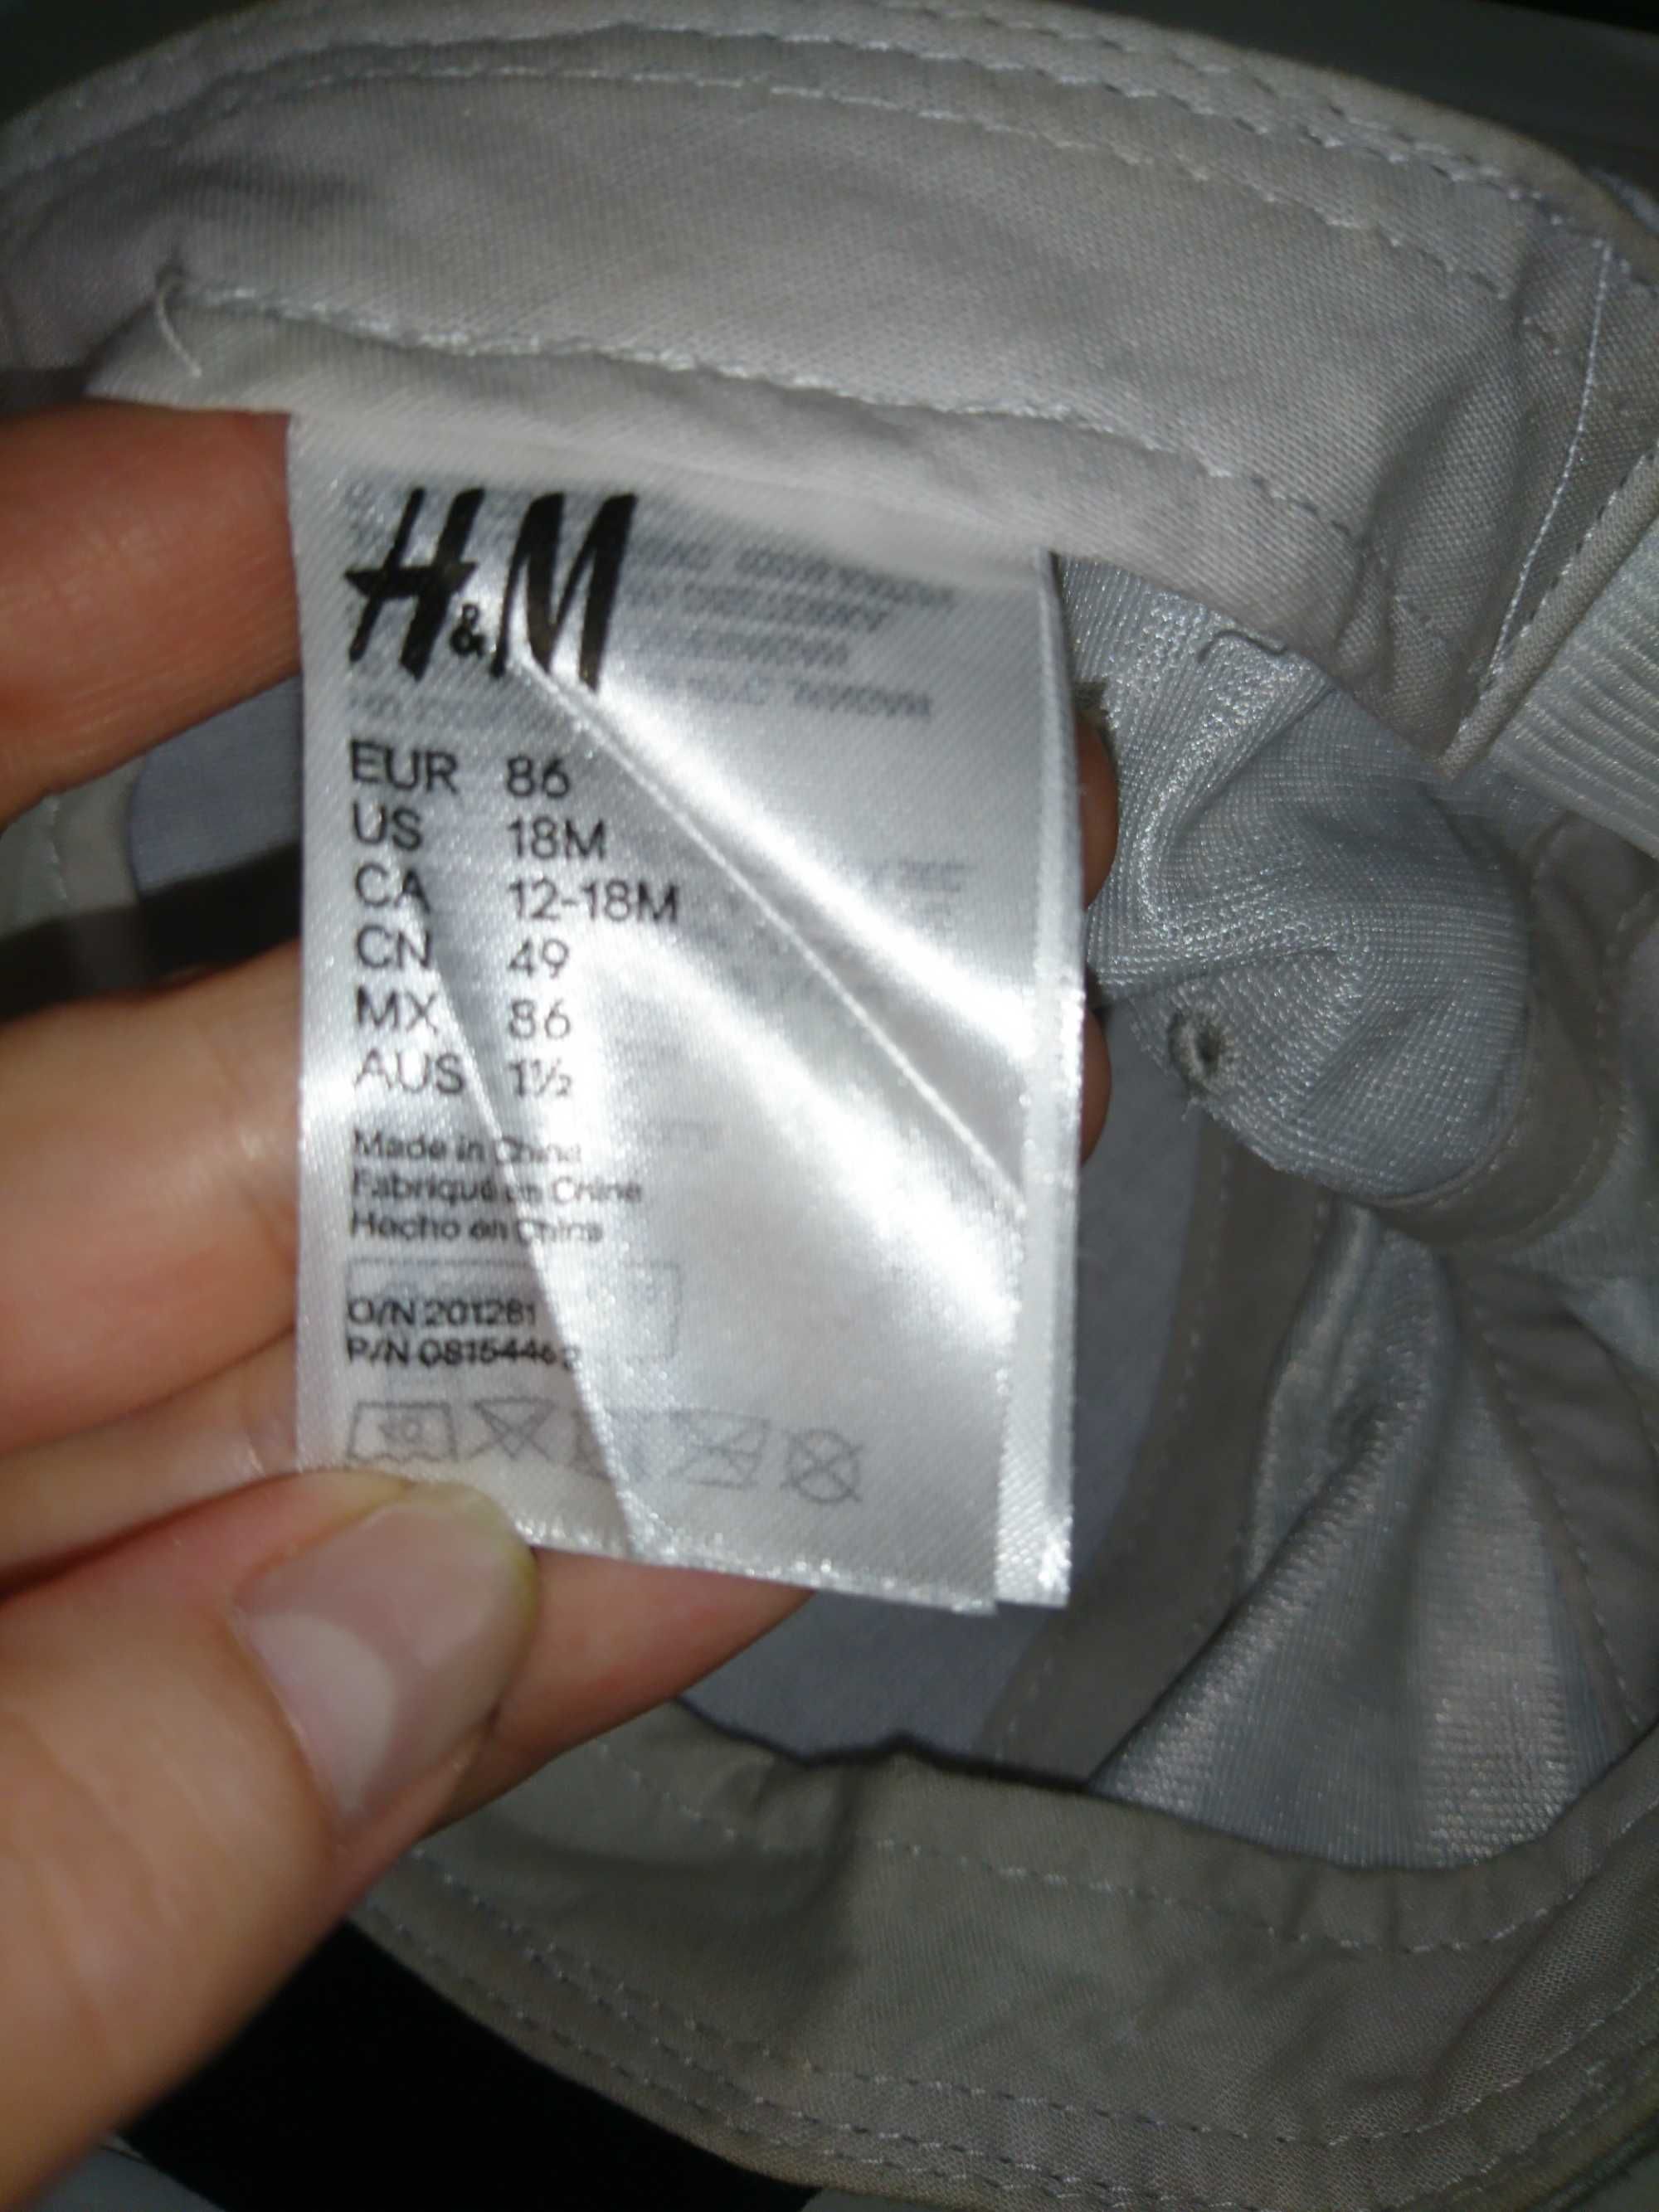 H&M
EUR 86
US 18M
CA 12-18M
CN 49
MX 86
AUS 1½
Made in China
Fabriqué en Chine
Hecho en China
O/N 201281
P/N
40